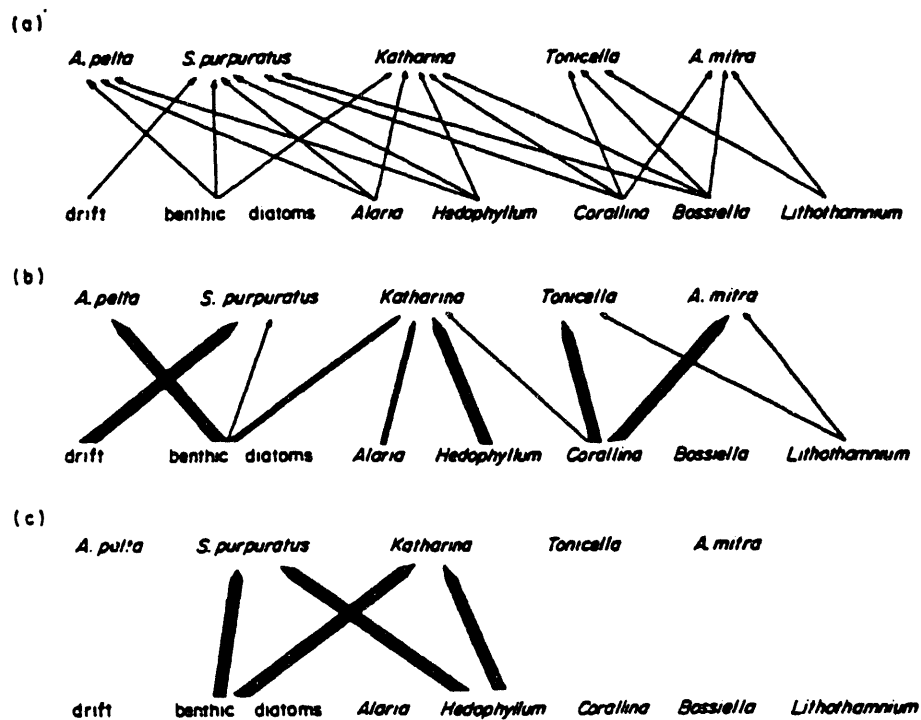 (a)
A. pelta S. purpuratus Katharina Tonicella A. mitra
drift benthic diatoms Alaria Hedophyllum Corallina Bossiella Lithothamnium
(b)
A. pelta S. purpuratus Katharina Tonicella A. mitra
drift benthic diatoms Alaria Hedophyllum Corallina Bossiella Lithothamnium
(c)
A. pelta S. purpuratus Katharina Tonicella A. mitra
drift benthic diatoms Alaria Hedophyllum Corallina Bossiella Lithothamnium